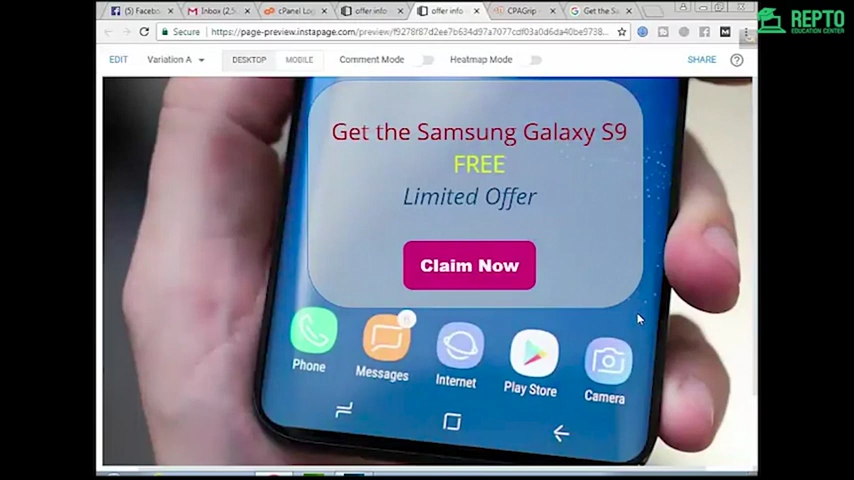 Facebo
Inbox (2,5
cPanel Log
offer info
offer info
CPAGrip
Get the Sa
REPTO
EDUCATION CENTER
Secure
https://page-preview.instapage.com/preview/f9278f87d2ee7b634d97a7077cdf03a0d6da40be9738...
EDIT
Variation A
DESKTOP
MOBILE
Comment Mode
Heatmap Mode
SHARE
Get the Samsung Galaxy S9
FREE
Limited Offer
Claim Now
Phone
Messages
Internet
Play Store
Camera